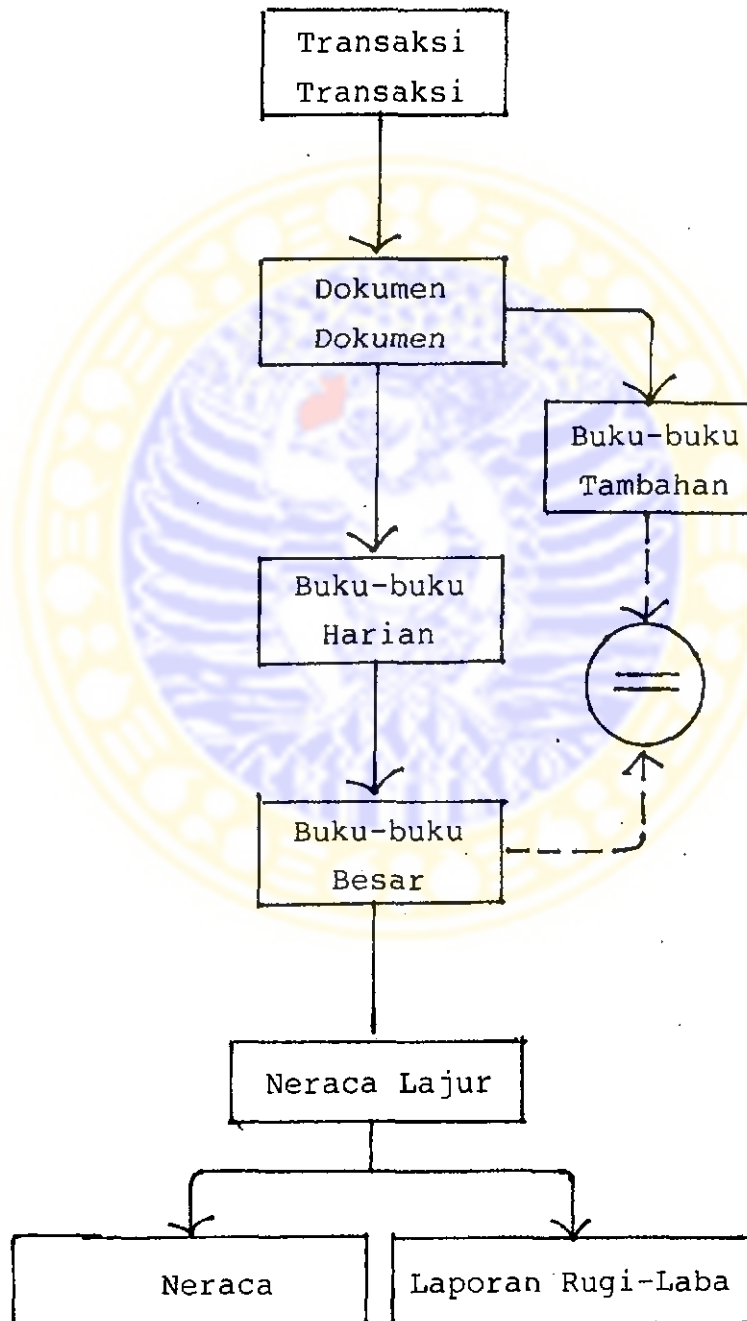 Transaksi
Transaksi
Dokumen
Dokumen
Buku-buku
Tambahan
Buku-buku
Harian
Buku-buku
Besar
Neraca Lajur
Neraca
Laporan Rugi-Laba